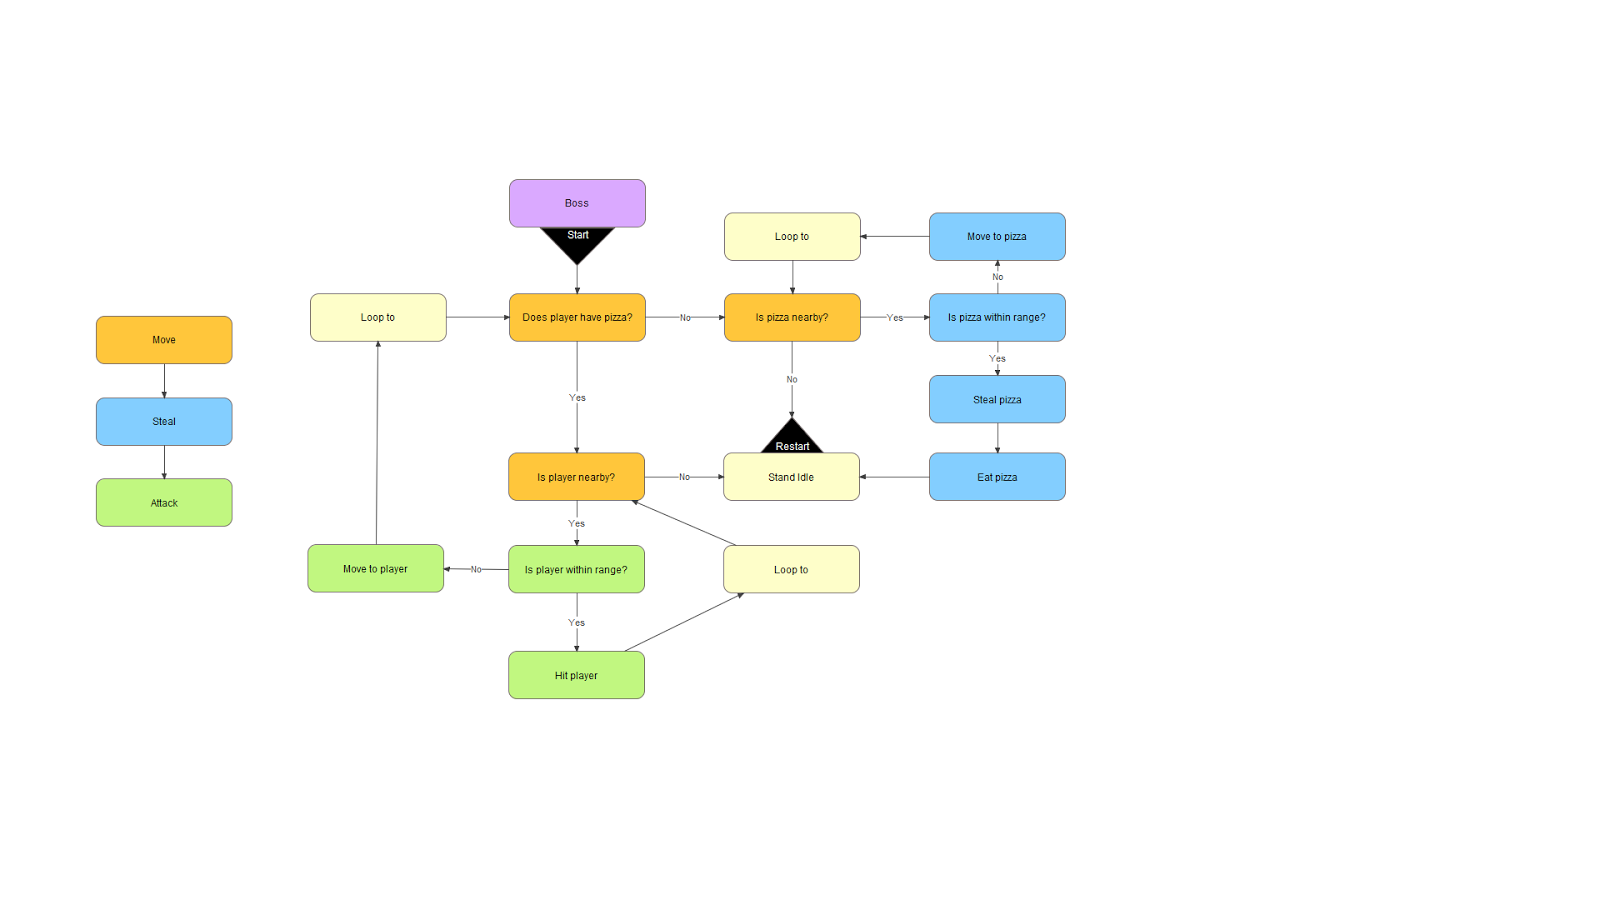 Boss
Start
Loop to
Move to pizza
No
Loop to
Does player have pizza?
No
Is pizza nearby?
Yes
Is pizza within range?
Move
Yes
No
Yes
Steal pizza
Steal
Restart
Is player nearby?
No
Stand Idle
Eat pizza
Attack
Yes
Move to player
No
Is player within range?
Loop to
Yes
Hit player